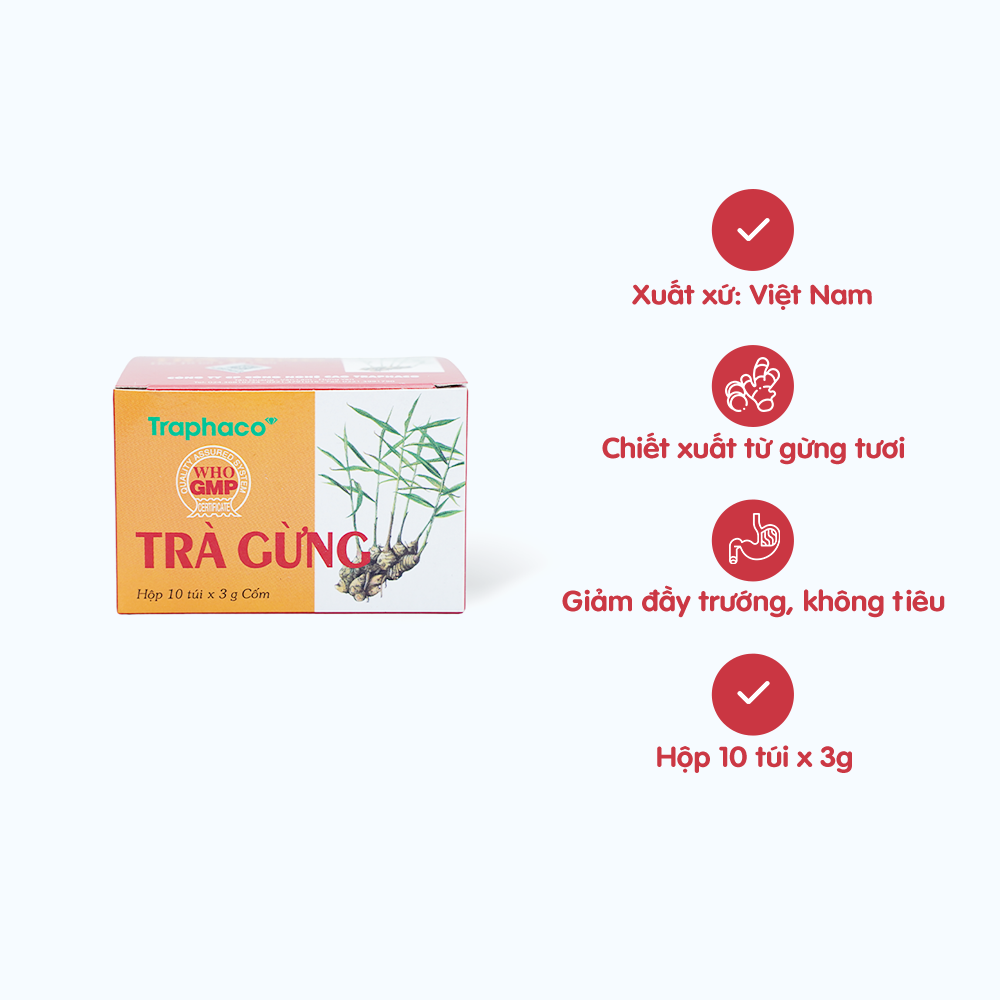 Traphaco
QUALITY ASSURED SYSTEM
WHO
GMP
CERTIFICATE
TRÀ GỪNG
Hộp 10 túi x 3 g Cốm
Xuất xứ: Việt Nam
Chiết xuất từ gừng tươi
Giảm đầy trướng, không tiêu
Hộp 10 túi x 3g